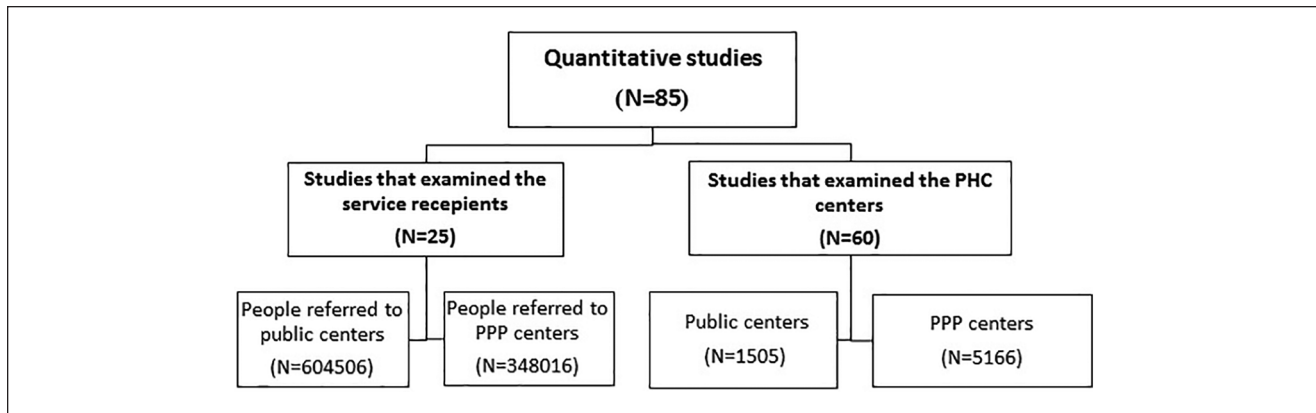 Quantitative studies
(N=85)
Studies that examined the
service recepients
(N=25)
Studies that examined the PHC
centers
(N=60)
People referred to
public centers
(N=604506)
People referred to
PPP centers
(N=348016)
Public centers
(N=1505)
PPP centers
(N=5166)